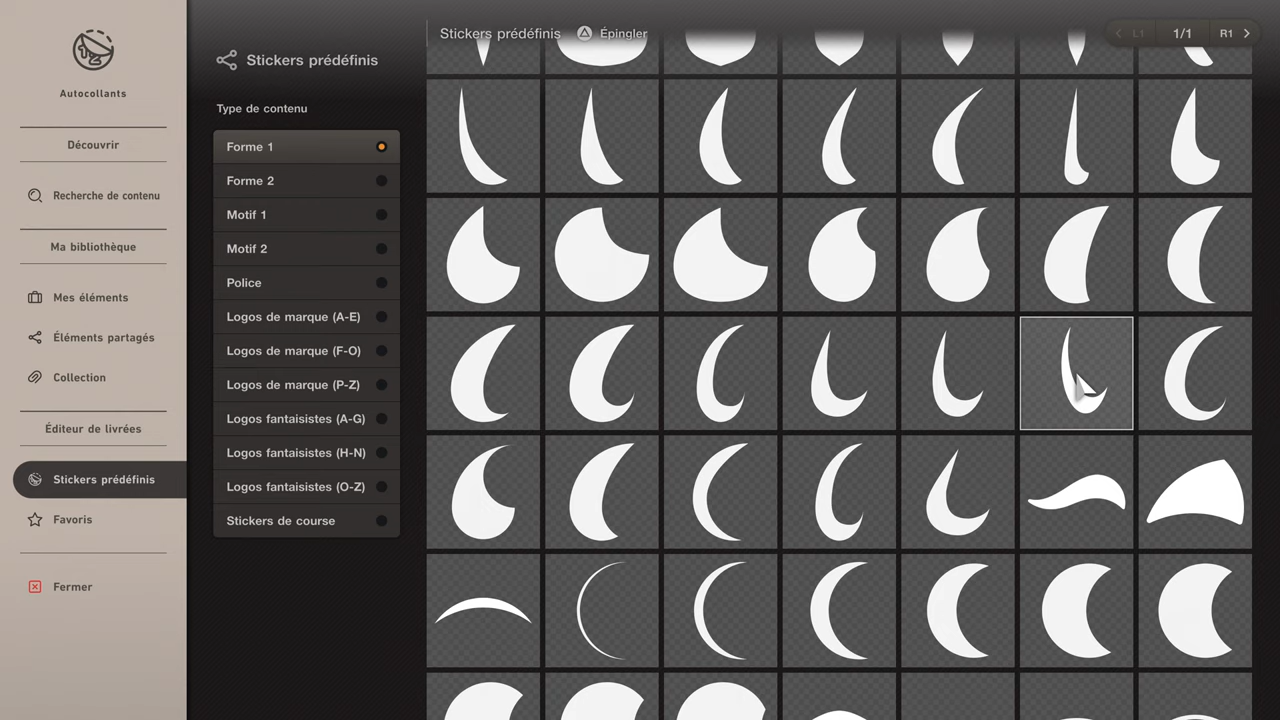 Autocollants
Découvrir
Recherche de contenu
Ma bibliothèque
Mes éléments
Éléments partagés
Collection
Éditeur de livrées
Stickers prédéfinis
Favoris
Fermer
Stickers prédéfinis
Type de contenu
Forme 1
Forme 2
Motif 1
Motif 2
Police
Logos de marque (A-E)
Logos de marque (F-O)
Logos de marque (P-Z)
Logos fantaisistes (A-G)
Logos fantaisistes (H-N)
Logos fantaisistes (O-Z)
Stickers de course
Stickers prédéfinis Épingler
L1 1/1 R1